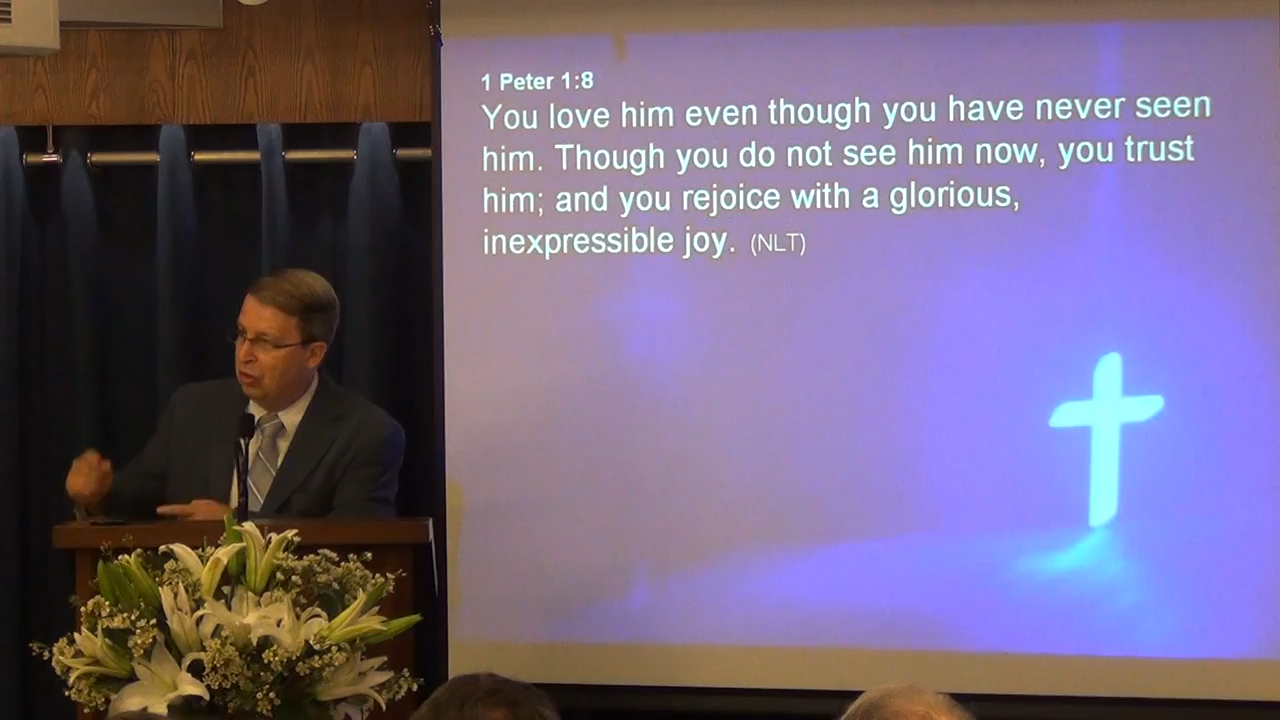 1 Peter 1:8
You love him even though you have never seen
him. Though you do not see him now, you trust
him; and you rejoice with a glorious,
inexpressible joy. (NLT)